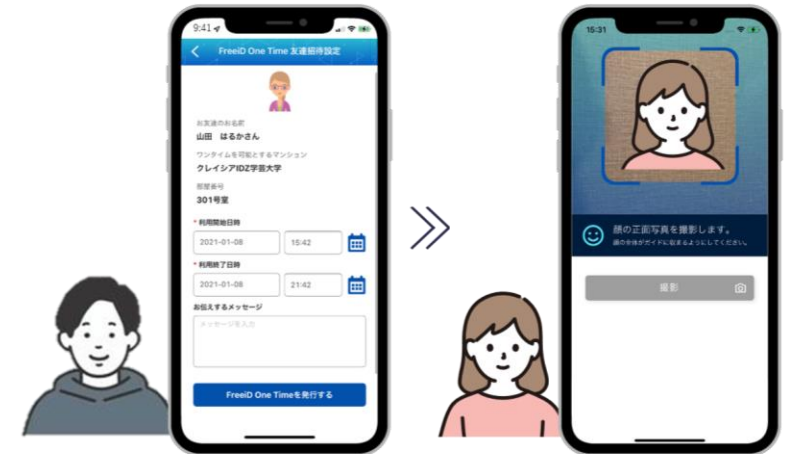 9:41
FreeiD One Time 友達招待設定
お友達のお名前
山田 はるかさん
ワンタイムを可能とするマンション
クレイシアIDZ学芸大学
部屋番号
301号室
* 利用開始日時
2021-01-08
15:42
* 利用終了日時
2021-01-08
21:42
お伝えするメッセージ
メッセージを入力
FreeiD One Timeを発行する
15:31
顔の正面写真を撮影します。
顔の全体がガイドに収まるようにしてください。
撮影